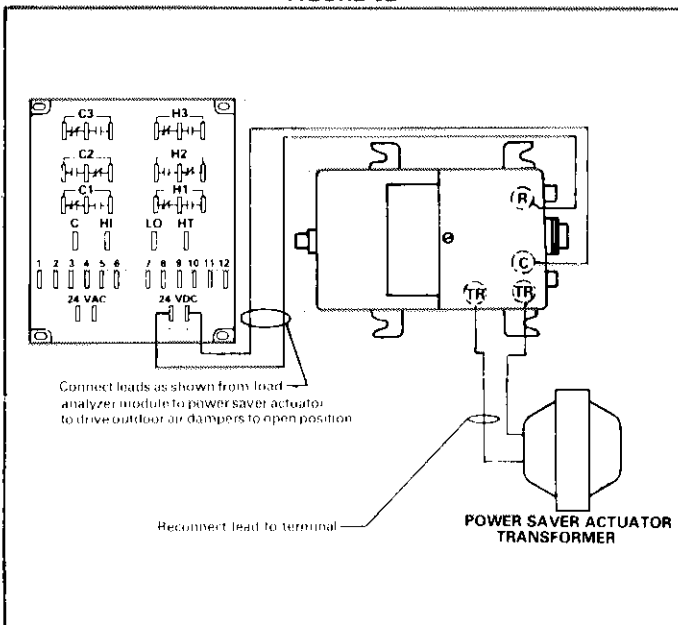 C3 H3
C2 H2
C1 H1
C HI LO HT
1 2 3 4 5 6 7 8 9 10 11 12
24 VAC 24 VDC
R
C
TR TR
Connect leads as shown from load
analyzer module to power saver actuator
to drive outdoor air dampers to open position
Reconnect lead to terminal
POWER SAVER ACTUATOR
TRANSFORMER